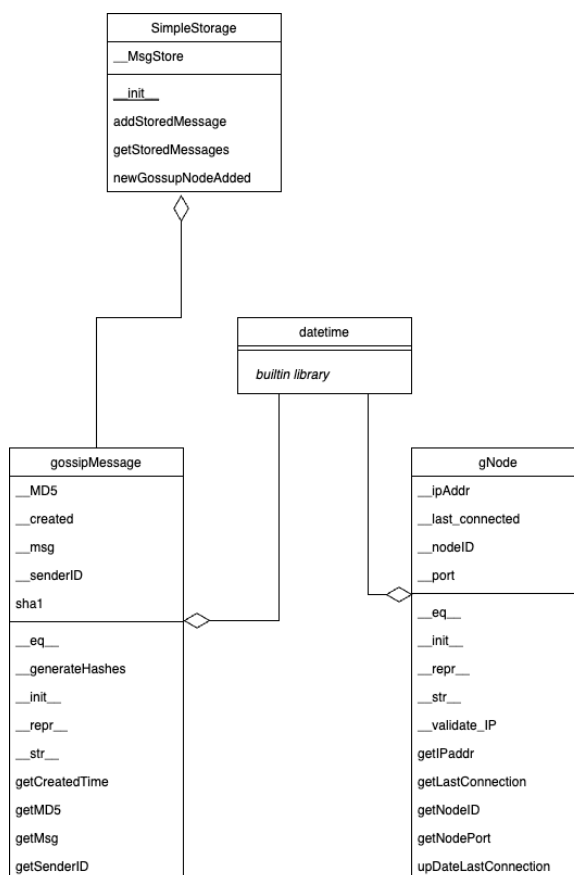 SimpleStorage
__MsgStore
__init__
addStoredMessage
getStoredMessages
newGossupNodeAdded
datetime
builtin library
gossipMessage
__MD5
__created
__msg
__senderID
sha1
__eq__
__generateHashes
__init__
__repr__
__str__
getCreatedTime
getMD5
getMsg
getSenderID
gNode
__ipAddr
__last_connected
__nodeID
__port
__eq__
__init__
__repr__
__str__
__validate_IP
getIPaddr
getLastConnection
getNodeID
getNodePort
upDateLastConnection